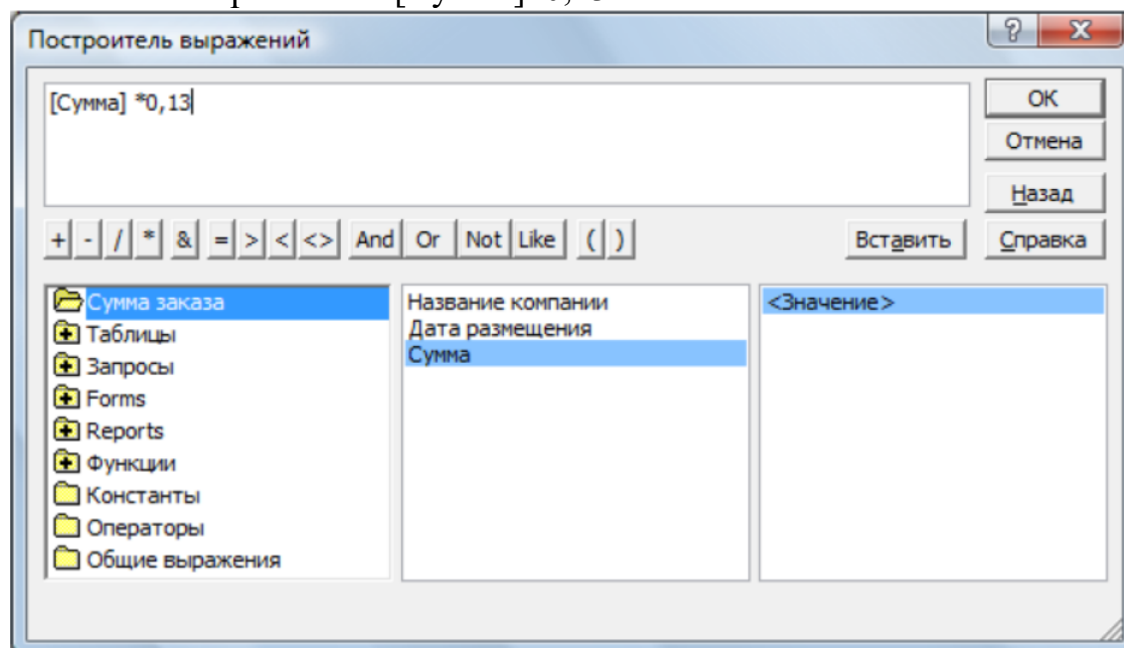 Построитель выражений
[Сумма] *0,13
OK
Отмена
Назад
+ - / * & = > < <> And Or Not Like ( ) Вставить Справка
Сумма заказа
Таблицы
Запросы
Forms
Reports
Функции
Константы
Операторы
Общие выражения
Название компании
Дата размещения
Сумма
<Значение>